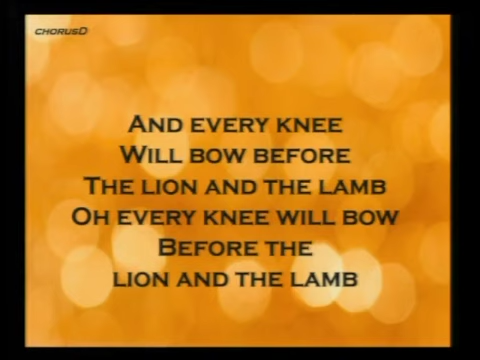 CHORUSD
AND EVERY KNEE
WILL BOW BEFORE
THE LION AND THE LAMB
OH EVERY KNEE WILL BOW
BEFORE THE
LION AND THE LAMB